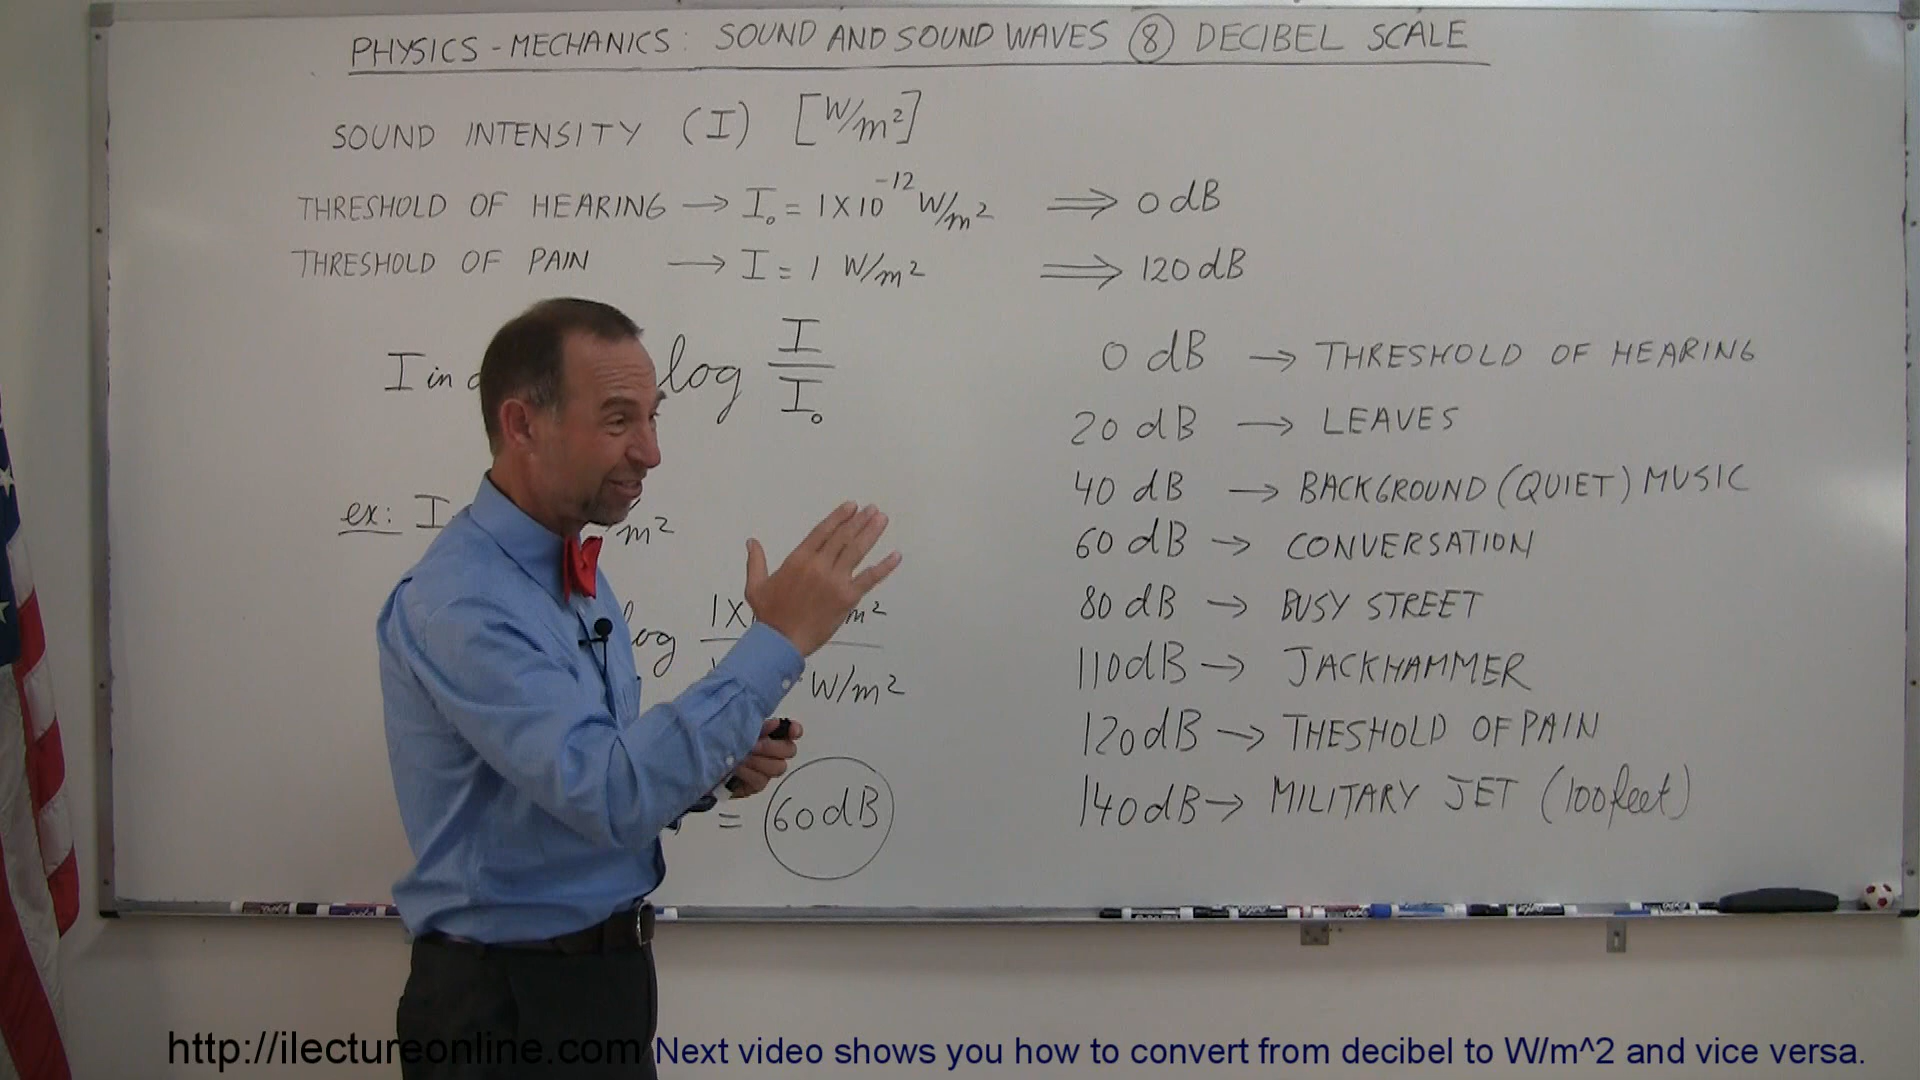 PHYSICS - MECHANICS: SOUND AND SOUND WAVES ⑧ DECIBEL SCALE
SOUND INTENSITY (I) [W/m²]
THRESHOLD OF HEARING → I₀ = 1X10⁻¹² W/m² ⟹ 0 dB
THRESHOLD OF PAIN → I = 1 W/m² ⟹ 120 dB
I in log I/I₀
ex: I m²
log 1X m²
W/m²
= 60 dB
0 dB → THRESHOLD OF HEARING
20 dB → LEAVES
40 dB → BACKGROUND (QUIET) MUSIC
60 dB → CONVERSATION
80 dB → BUSY STREET
110 dB → JACKHAMMER
120 dB → THESHOLD OF PAIN
140 dB → MILITARY JET (100 feet)
http://ilectureonline.com Next video shows you how to convert from decibel to W/m^2 and vice versa.